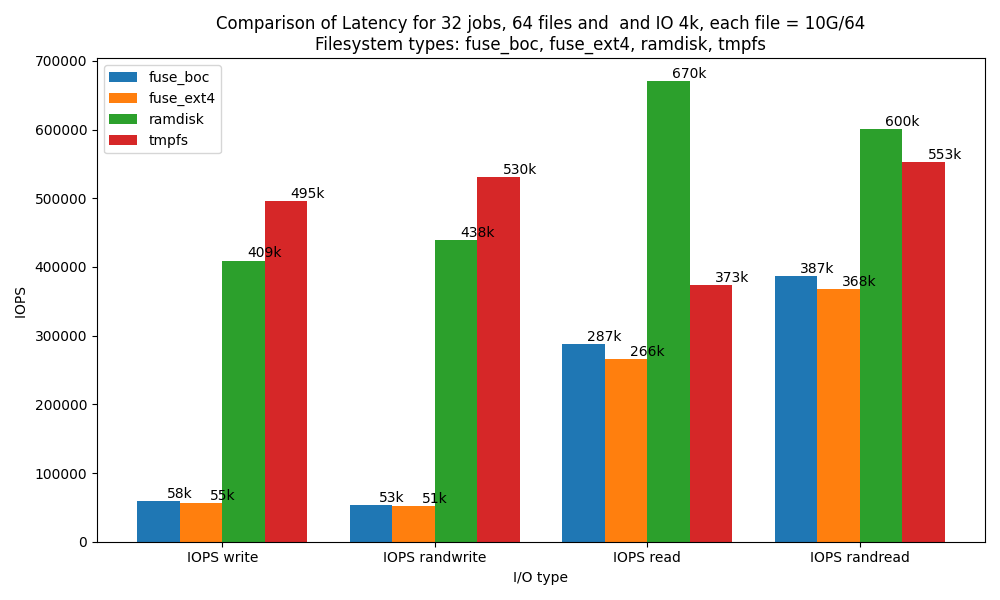 Comparison of Latency for 32 jobs, 64 files and  and IO 4k, each file = 10G/64
Filesystem types: fuse_boc, fuse_ext4, ramdisk, tmpfs
fuse_boc
fuse_ext4
ramdisk
tmpfs
IOPS
700000
600000
500000
400000
300000
200000
100000
0
58k
55k
409k
495k
53k
51k
438k
530k
287k
266k
670k
373k
387k
368k
600k
553k
IOPS write
IOPS randwrite
IOPS read
IOPS randread
I/O type